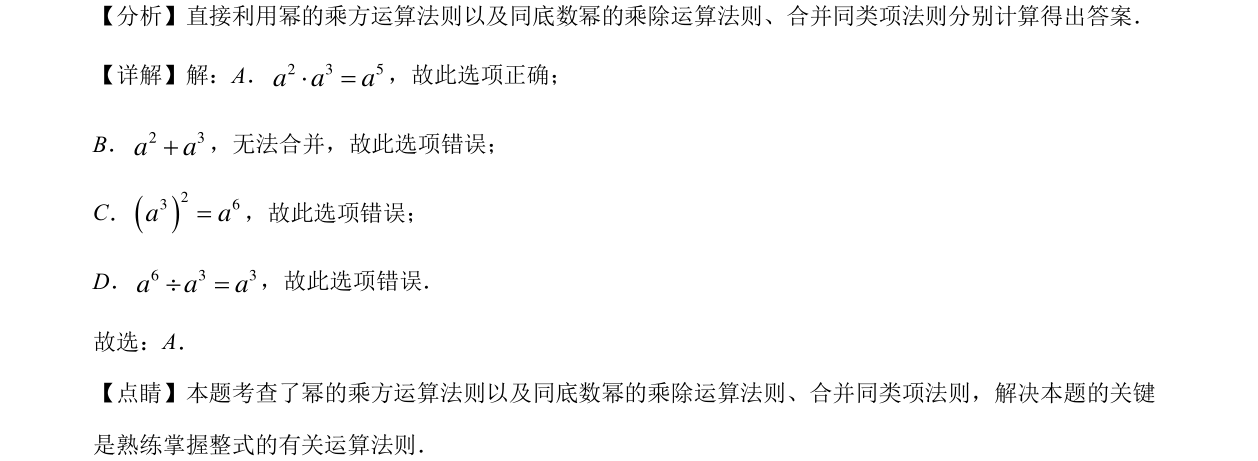 【分析】直接利用幂的乘方运算法则以及同底数幂的乘除运算法则、合并同类项法则分别计算得出答案．
【详解】解：A．a²·a³=a⁵，故此选项正确；
B．a²+a³，无法合并，故此选项错误；
C．(a³)²=a⁶，故此选项错误；
D．a⁶÷a³=a³，故此选项错误．
故选：A．
【点睛】本题考查了幂的乘方运算法则以及同底数幂的乘除运算法则、合并同类项法则，解决本题的关键
是熟练掌握整式的有关运算法则．